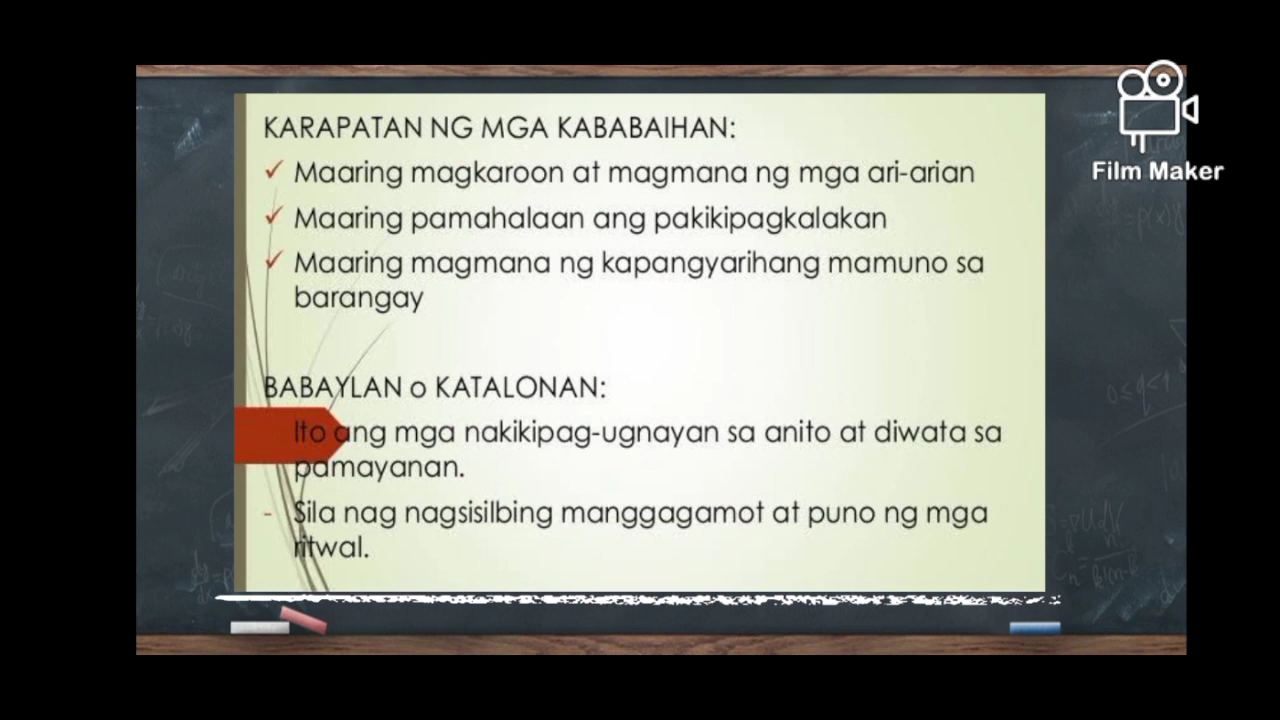 KARAPATAN NG MGA KABABAIHAN:
Maaring magkaroon at magmana ng mga ari-arian
Maaring pamahalaan ang pakikipagkalakan
Maaring magmana ng kapangyarihang mamuno sa
barangay
BABAYLAN o KATALONAN:
Ito ang mga nakikipag-ugnayan sa anito at diwata sa
pamayanan.
- Sila nag nagsisilbing manggagamot at puno ng mga
ritwal.
Film Maker